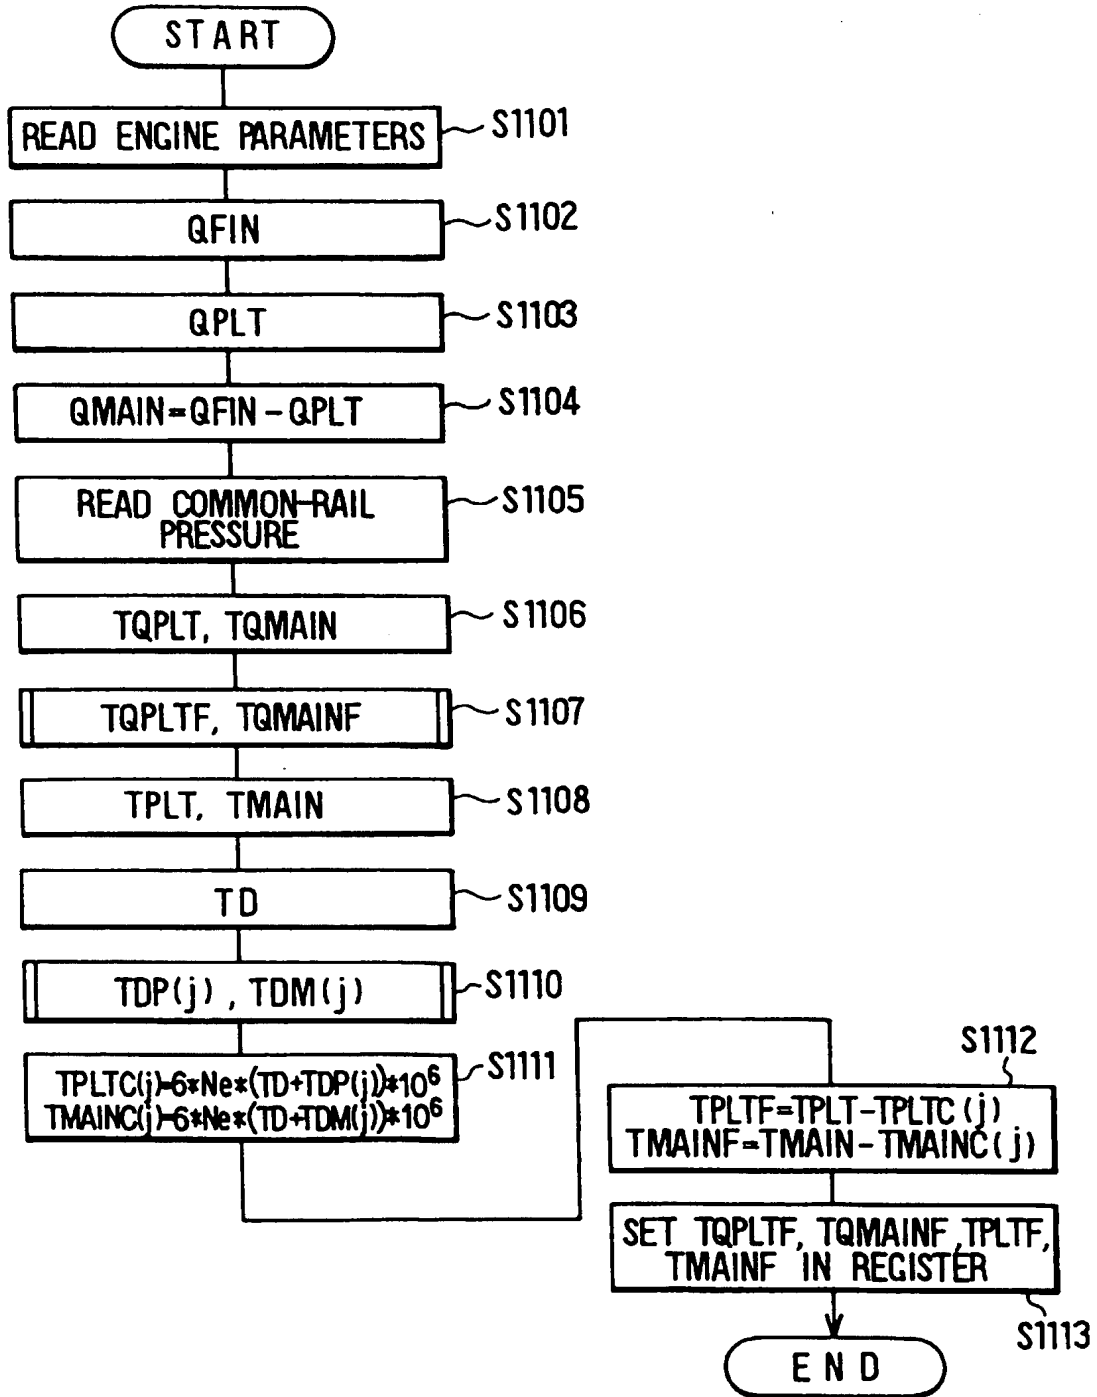 START
READ ENGINE PARAMETERS
S1101
QFIN
S1102
QPLT
S1103
QMAIN=QFIN-QPLT
S1104
READ COMMON-RAIL
PRESSURE
S1105
TQPLT, TQMAIN
S1106
TQPLTF, TQMAINF
S1107
TPLT, TMAIN
S1108
TD
S1109
TDP(j), TDM(j)
S1110
TPLTC(j)=6*Ne*(TD+TDP(j))*10⁶
TMAINC(j)=6*Ne*(TD+TDM(j))*10⁶
S1111
S1112
TPLTF=TPLT-TPLTC(j)
TMAINF=TMAIN-TMAINC(j)
SET TQPLTF, TQMAINF, TPLTF,
TMAINF IN REGISTER
S1113
END